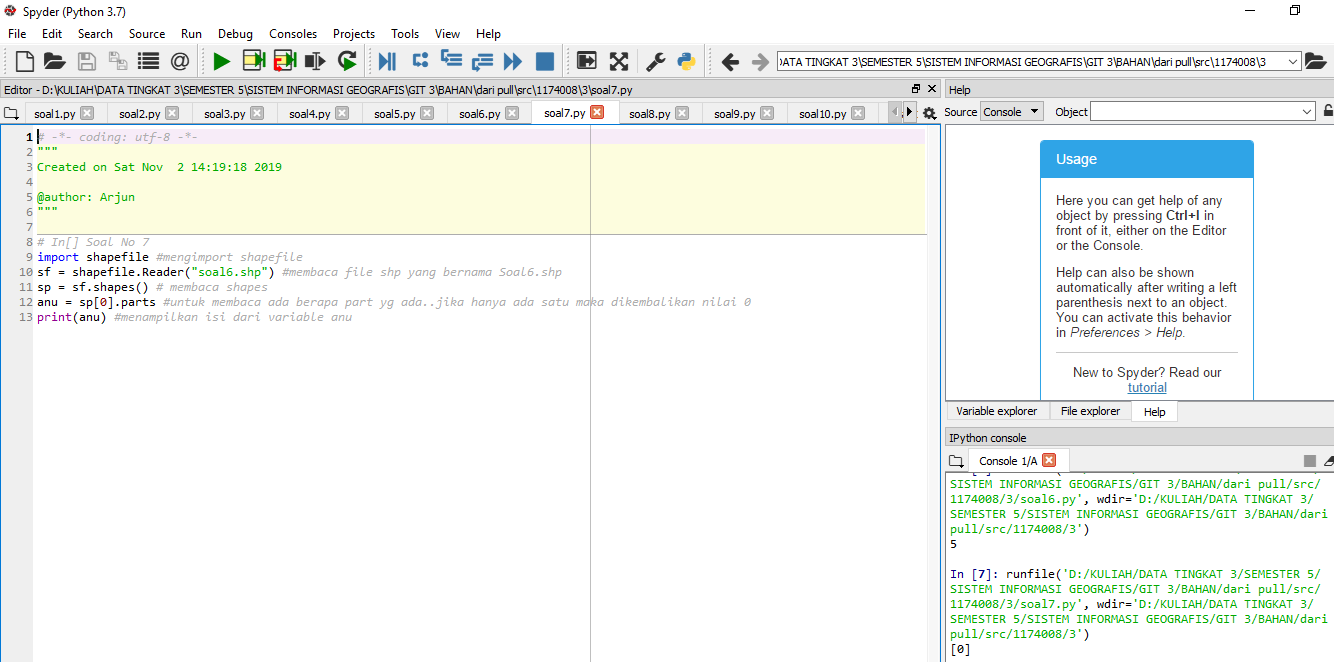 Spyder (Python 3.7)
File Edit Search Source Run Debug Consoles Projects Tools View Help
DATA TINGKAT 3\SEMESTER 5\SISTEM INFORMASI GEOGRAFIS\GIT 3\BAHAN\dari pull\src\1174008\3
Editor - D:\KULIAH\DATA TINGKAT 3\SEMESTER 5\SISTEM INFORMASI GEOGRAFIS\GIT 3\BAHAN\dari pull\src\1174008\3\soal7.py
soal1.py soal2.py soal3.py soal4.py soal5.py soal6.py soal7.py soal8.py soal9.py soal10.py
1 # -*- coding: utf-8 -*-
2 """
3 Created on Sat Nov  2 14:19:18 2019
4
5 @author: Arjun
6 """
7
8 # In[] Soal No 7
9 import shapefile #mengimport shapefile
10 sf = shapefile.Reader("soal6.shp") #membaca file shp yang bernama Soal6.shp
11 sp = sf.shapes() # membaca shapes
12 anu = sp[0].parts #untuk membaca ada berapa part yg ada..jika hanya ada satu maka dikembalikan nilai 0
13 print(anu) #menampilkan isi dari variable anu
Help
Source Console Object
Usage
Here you can get help of any
object by pressing Ctrl+I in
front of it, either on the Editor
or the Console.
Help can also be shown
automatically after writing a left
parenthesis next to an object.
You can activate this behavior
in Preferences > Help.
New to Spyder? Read our
tutorial
Variable explorer File explorer Help
IPython console
Console 1/A
SISTEM INFORMASI GEOGRAFIS/GIT 3/BAHAN/dari pull/src/
1174008/3/soal6.py', wdir='D:/KULIAH/DATA TINGKAT 3/
SEMESTER 5/SISTEM INFORMASI GEOGRAFIS/GIT 3/BAHAN/dari
pull/src/1174008/3')
5
In [7]: runfile('D:/KULIAH/DATA TINGKAT 3/SEMESTER 5/
SISTEM INFORMASI GEOGRAFIS/GIT 3/BAHAN/dari pull/src/
1174008/3/soal7.py', wdir='D:/KULIAH/DATA TINGKAT 3/
SEMESTER 5/SISTEM INFORMASI GEOGRAFIS/GIT 3/BAHAN/dari
pull/src/1174008/3')
[0]